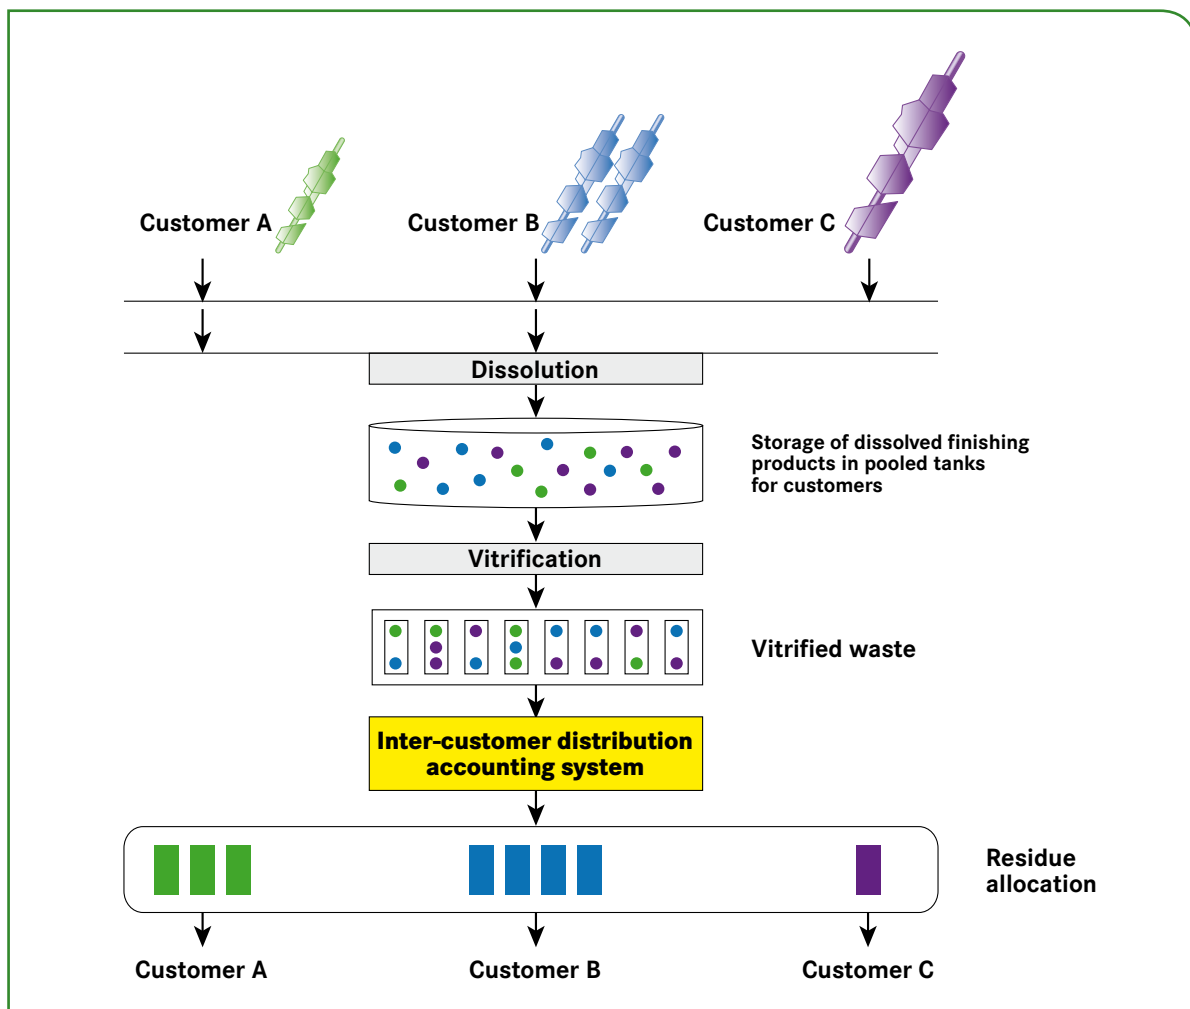 Customer A
Customer B
Customer C
Dissolution
Storage of dissolved finishing
products in pooled tanks
for customers
Vitrification
Vitrified waste
Inter-customer distribution
accounting system
Residue
allocation
Customer A
Customer B
Customer C